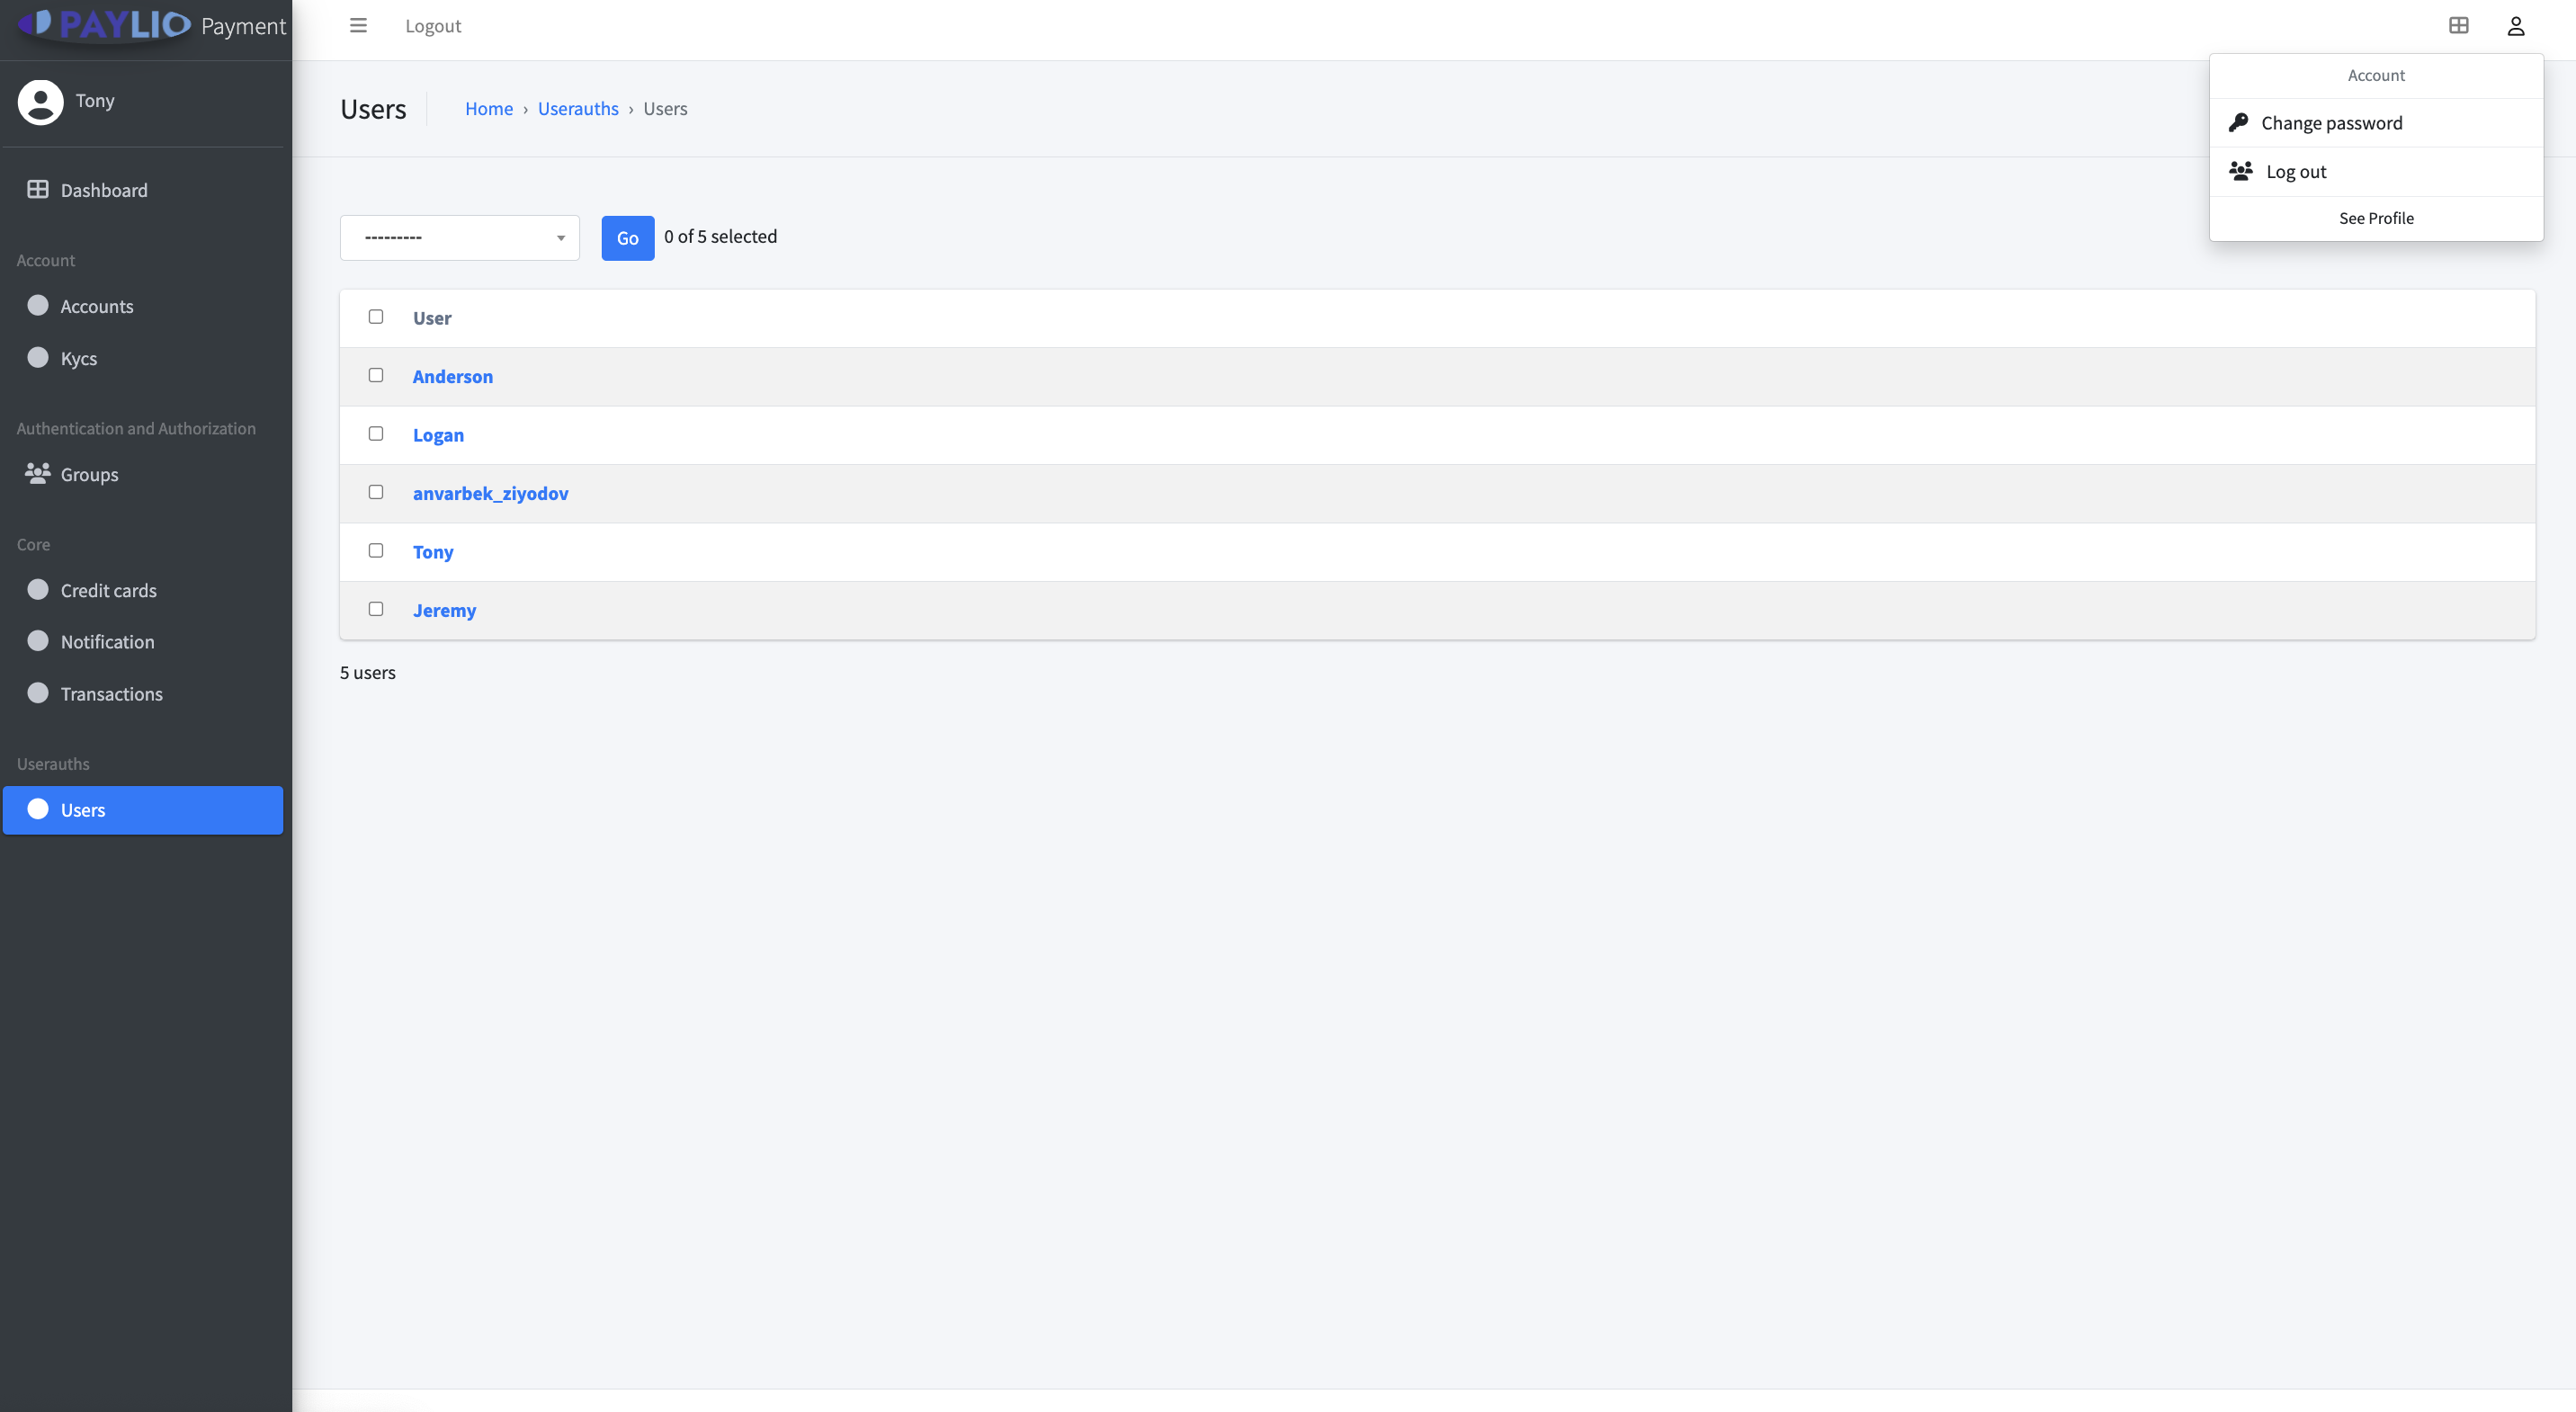 PAYLIO Payment
Logout
Tony
Dashboard
Account
Accounts
Kycs
Authentication and Authorization
Groups
Core
Credit cards
Notification
Transactions
Userauths
Users
Users
Home › Userauths › Users
Account
Change password
Log out
See Profile
---------
Go
0 of 5 selected
User
Anderson
Logan
anvarbek_ziyodov
Tony
Jeremy
5 users